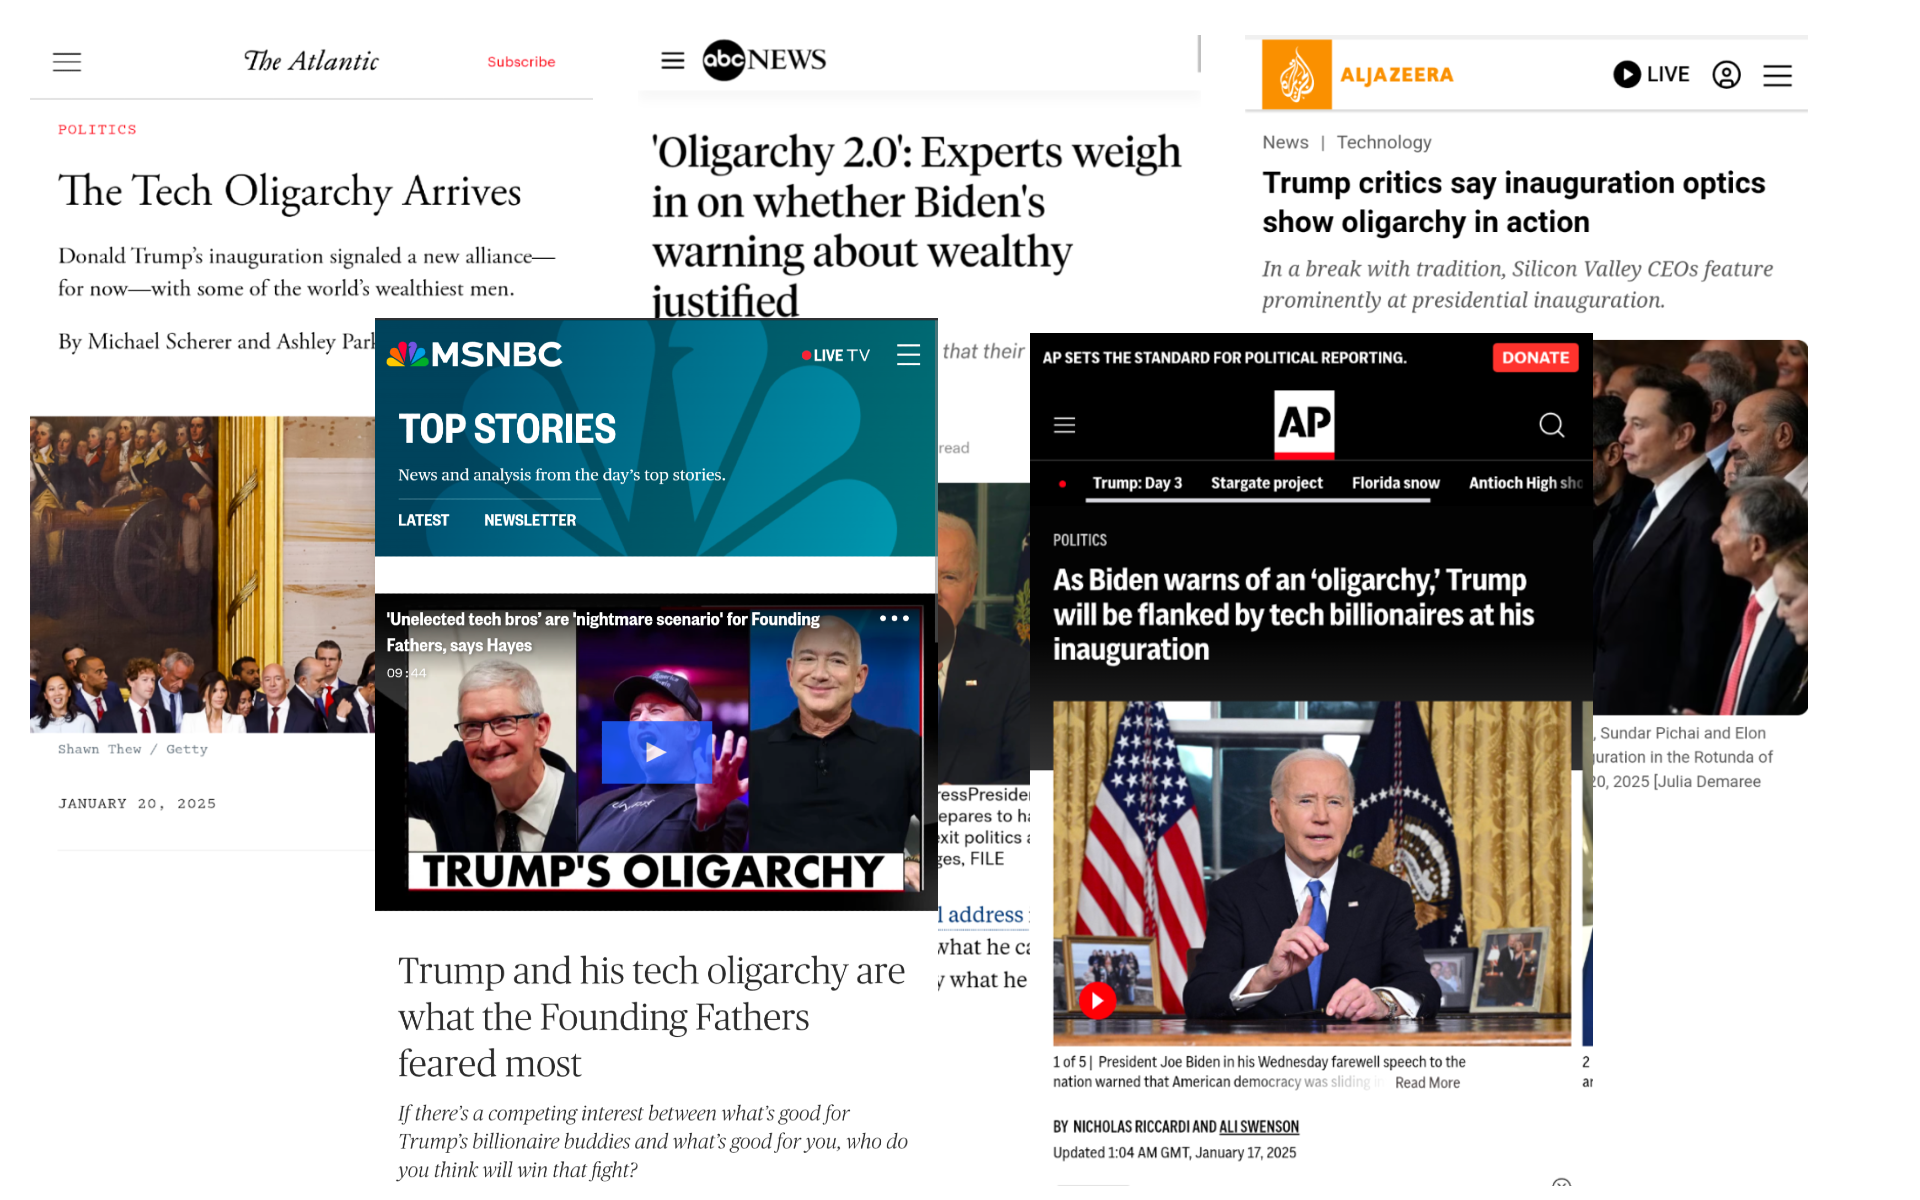 The Atlantic
Subscribe
POLITICS
The Tech Oligarchy Arrives
Donald Trump's inauguration signaled a new alliance—
for now—with some of the world's wealthiest men.
By Michael Scherer and Ashley Park
Shawn Thew / Getty
JANUARY 20, 2025
abc NEWS
'Oligarchy 2.0': Experts weigh
in on whether Biden's
warning about wealthy
justified
that their
read
ressPresider
epares to ha
exit politics a
ges, FILE
l address
what he ca
y what he
ALJAZEERA
LIVE
News | Technology
Trump critics say inauguration optics
show oligarchy in action
In a break with tradition, Silicon Valley CEOs feature
prominently at presidential inauguration.
, Sundar Pichai and Elon
uration in the Rotunda of
20, 2025 [Julia Demaree
MSNBC
LIVE TV
TOP STORIES
News and analysis from the day's top stories.
LATEST NEWSLETTER
'Unelected tech bros' are 'nightmare scenario' for Founding
Fathers, says Hayes
09:44
TRUMP'S OLIGARCHY
Trump and his tech oligarchy are
what the Founding Fathers
feared most
If there's a competing interest between what's good for
Trump's billionaire buddies and what's good for you, who do
you think will win that fight?
AP SETS THE STANDARD FOR POLITICAL REPORTING.
DONATE
AP
Trump: Day 3 Stargate project Florida snow Antioch High sho
POLITICS
As Biden warns of an 'oligarchy,' Trump
will be flanked by tech billionaires at his
inauguration
1 of 5 | President Joe Biden in his Wednesday farewell speech to the
nation warned that American democracy was sliding in Read More
2
ar
BY NICHOLAS RICCARDI AND ALI SWENSON
Updated 1:04 AM GMT, January 17, 2025